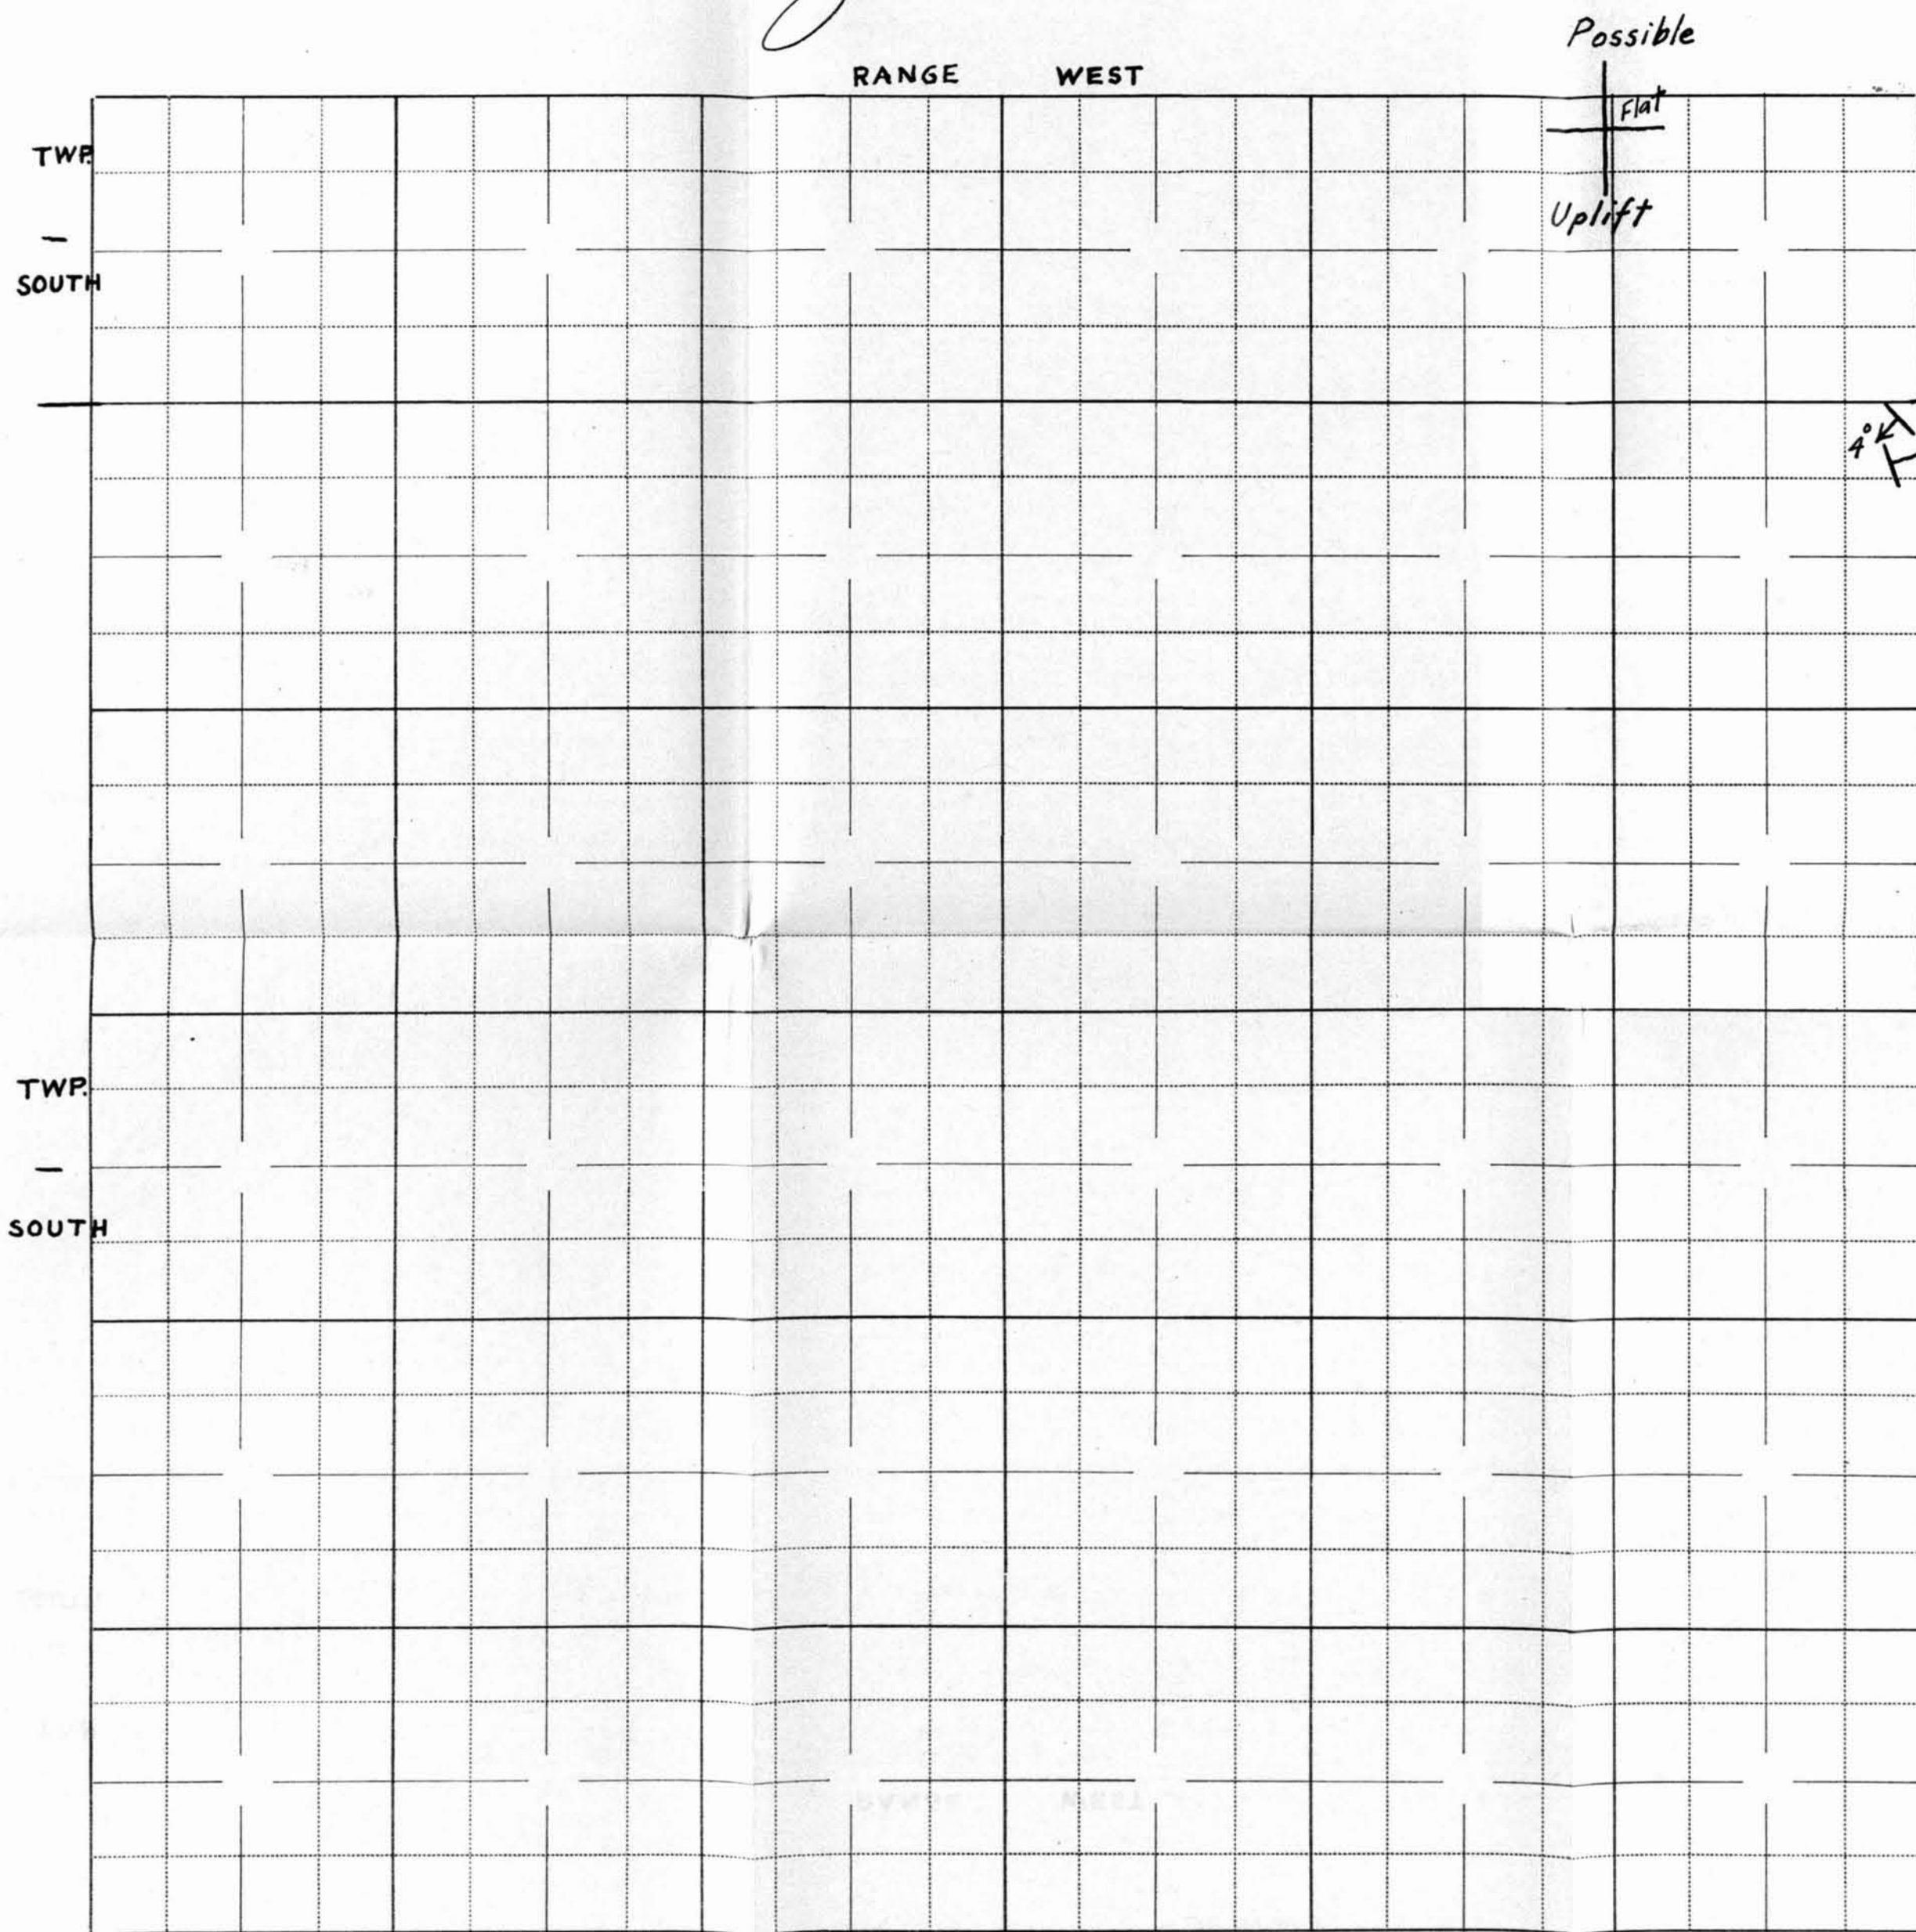 Possible
RANGE WEST
Flat
TWP.
—
SOUTH
Uplift
4°
TWP.
—
SOUTH